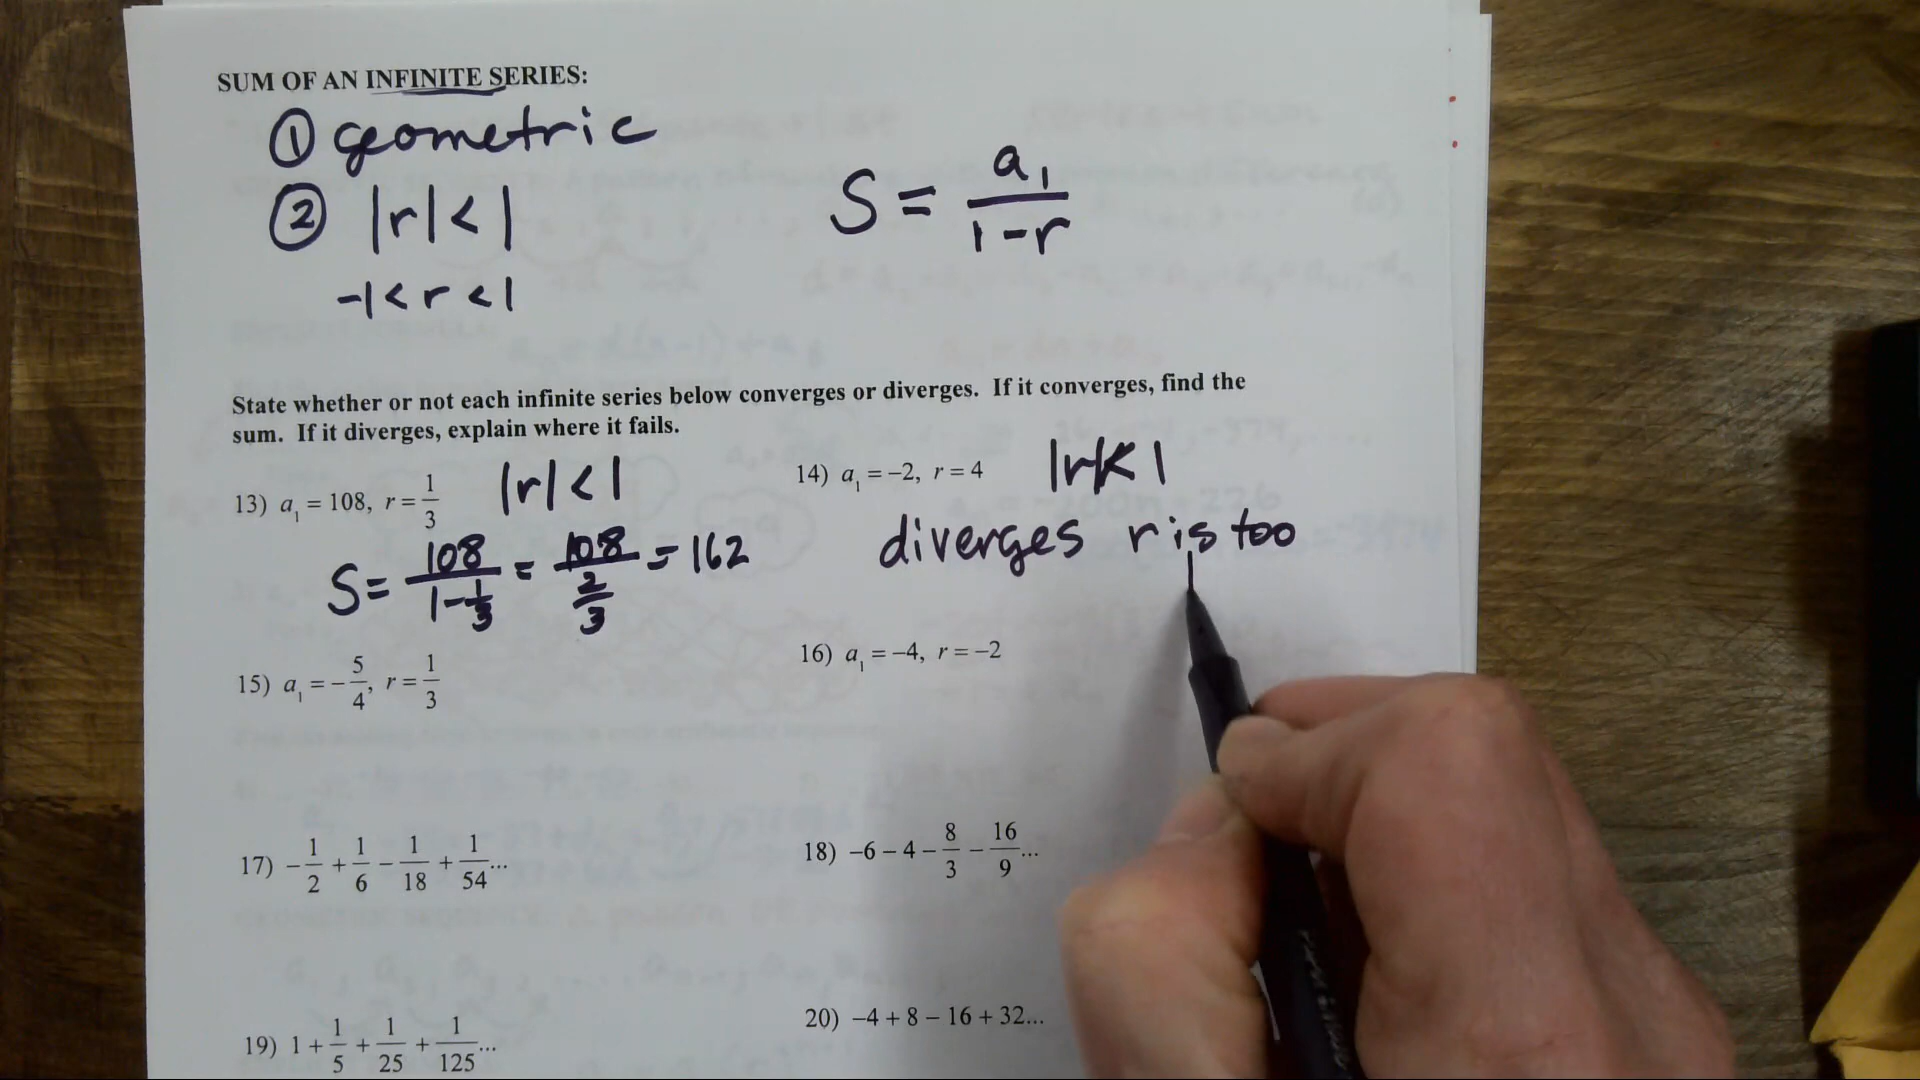 SUM OF AN INFINITE SERIES:
① geometric
② |r| < 1
-1 < r < 1
S = a₁/(1-r)
State whether or not each infinite series below converges or diverges. If it converges, find the
sum. If it diverges, explain where it fails.
13) a₁ = 108, r = 1/3 |r| < 1
S = 108/(1 - 1/3) = 108/(2/3) = 162
14) a₁ = −2, r = 4 |r| < 1
diverges r is too
15) a₁ = −5/4, r = 1/3
16) a₁ = −4, r = −2
17) −1/2 + 1/6 − 1/18 + 1/54...
18) −6 − 4 − 8/3 − 16/9...
19) 1 + 1/5 + 1/25 + 1/125...
20) −4 + 8 − 16 + 32...